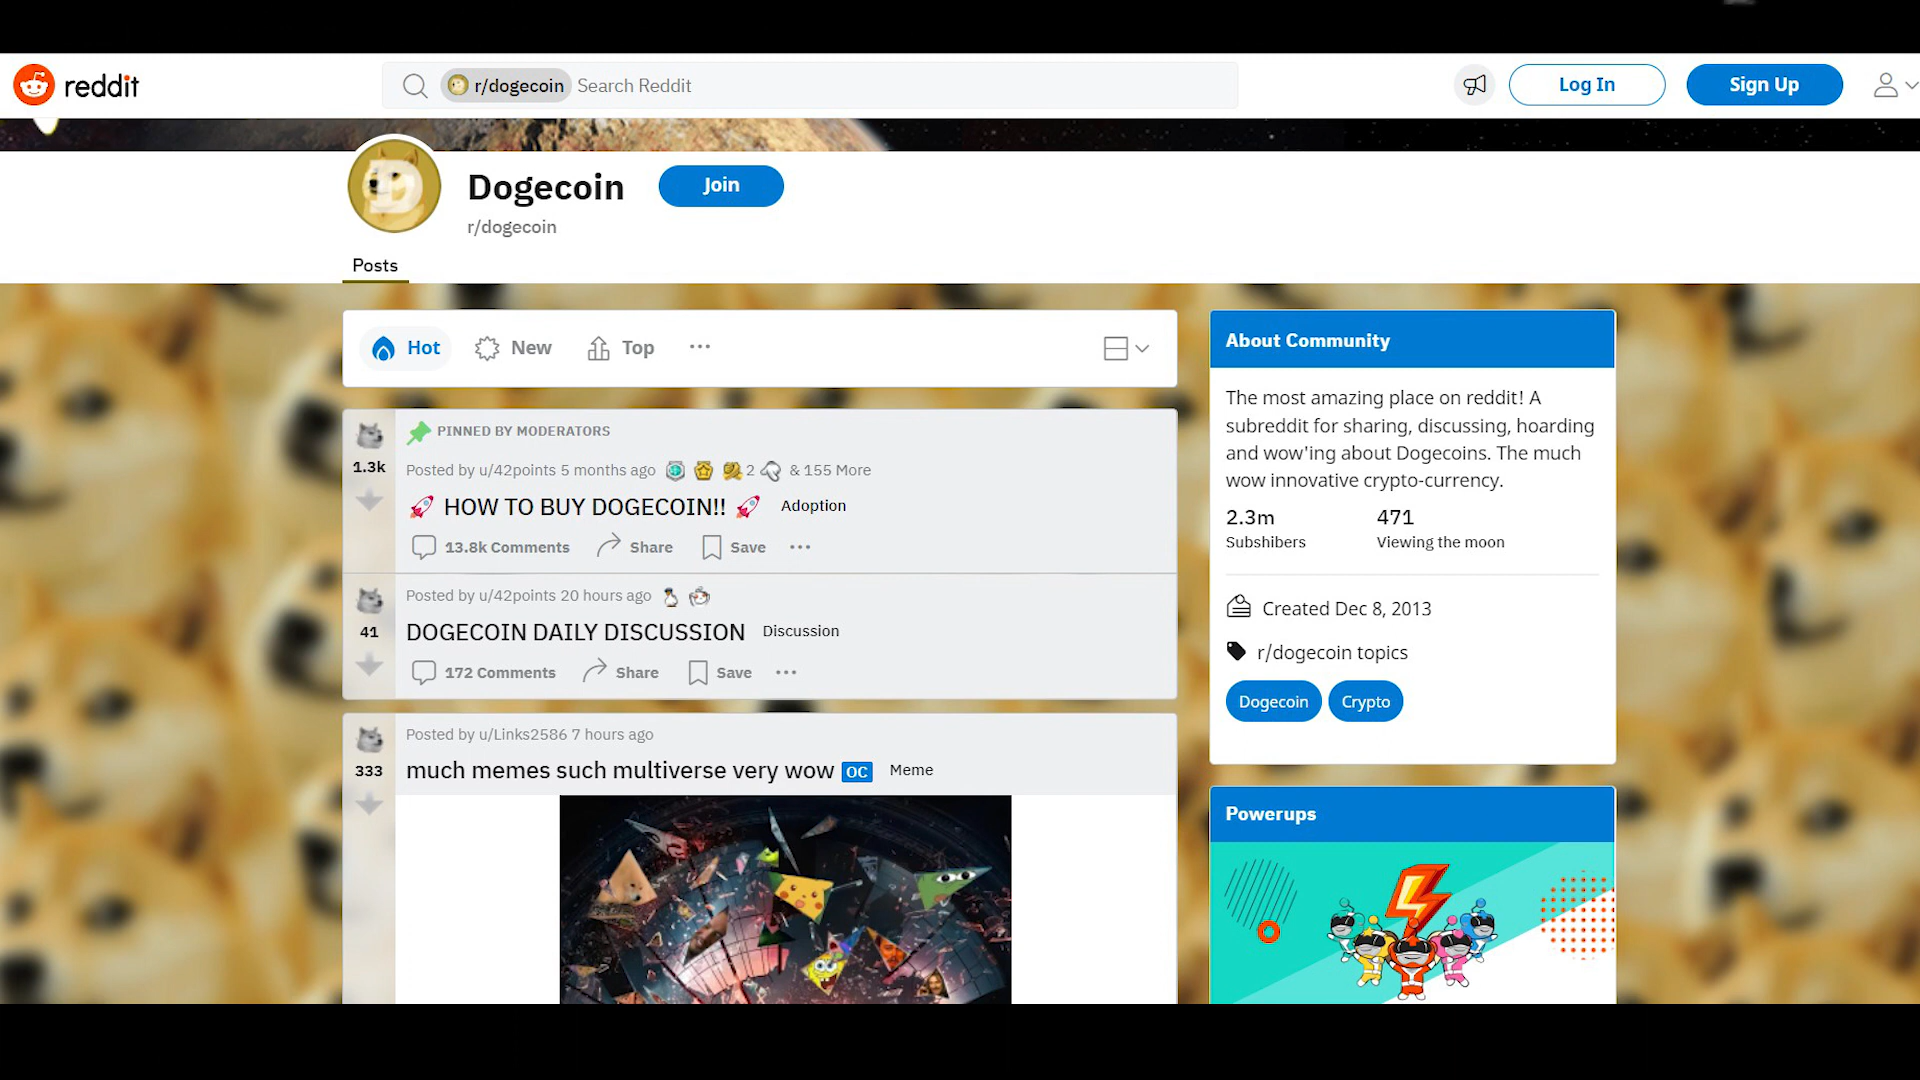 reddit
r/dogecoin Search Reddit
Log In
Sign Up
Dogecoin
Join
r/dogecoin
Posts
Hot
New
Top
PINNED BY MODERATORS
1.3k
Posted by u/42points 5 months ago 2 & 155 More
HOW TO BUY DOGECOIN!! Adoption
13.8k Comments Share Save
Posted by u/42points 20 hours ago
41
DOGECOIN DAILY DISCUSSION Discussion
172 Comments Share Save
Posted by u/Links2586 7 hours ago
333
much memes such multiverse very wow OC Meme
About Community
The most amazing place on reddit! A
subreddit for sharing, discussing, hoarding
and wow'ing about Dogecoins. The much
wow innovative crypto-currency.
2.3m 471
Subshibers Viewing the moon
Created Dec 8, 2013
r/dogecoin topics
Dogecoin Crypto
Powerups